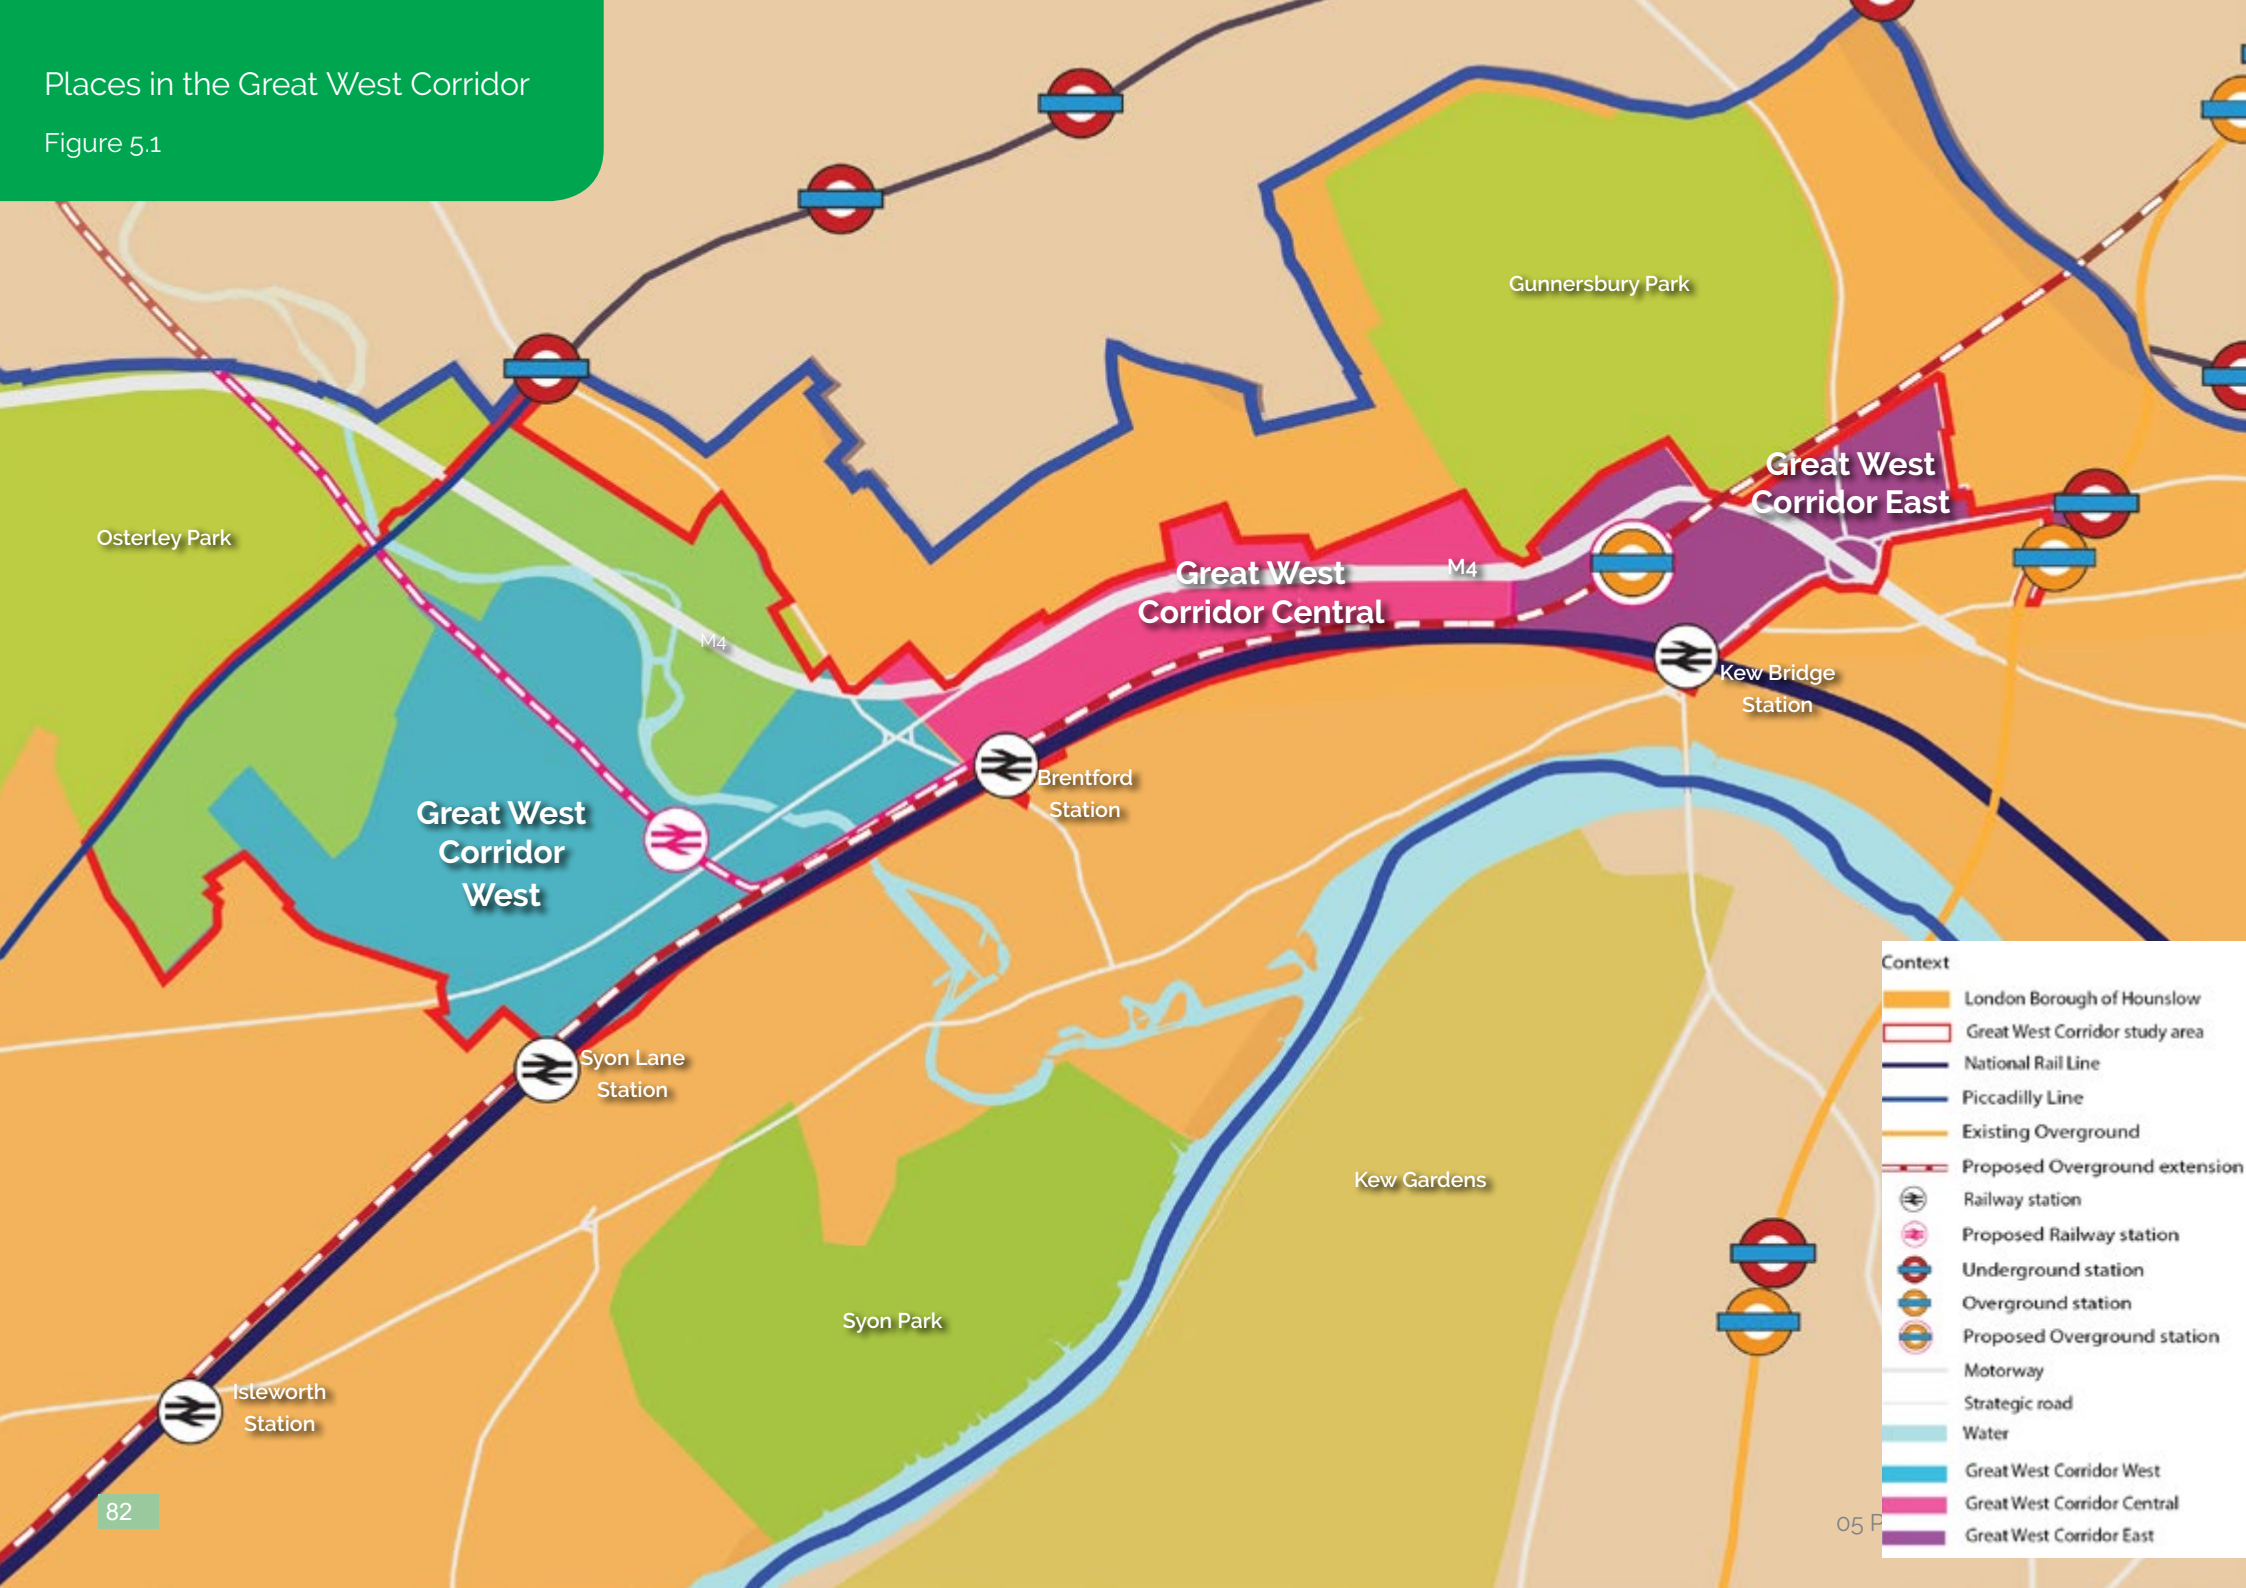 Places in the Great West Corridor
Figure 5.1
Gunnersbury Park
Great West
Corridor East
Osterley Park
Great West
Corridor Central
M4
M4
Kew Bridge
Station
Brentford
Station
Great West
Corridor
West
Syon Lane
Station
Kew Gardens
Syon Park
Isleworth
Station
Context
London Borough of Hounslow
Great West Corridor study area
National Rail Line
Piccadilly Line
Existing Overground
Proposed Overground extension
Railway station
Proposed Railway station
Underground station
Overground station
Proposed Overground station
Motorway
Strategic road
Water
Great West Corridor West
Great West Corridor Central
Great West Corridor East
82
05 P